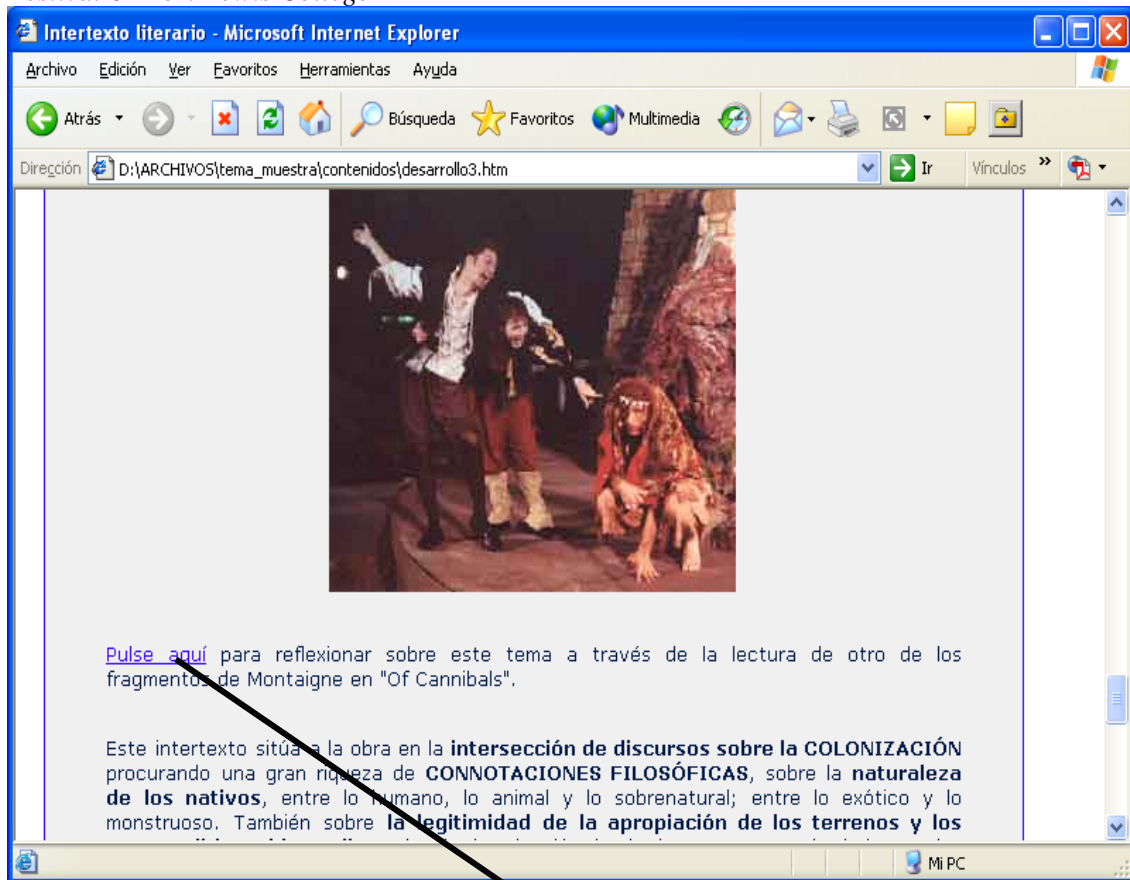 Intertexto literario - Microsoft Internet Explorer
Archivo Edición Ver Favoritos Herramientas Ayuda
Atrás Búsqueda Favoritos Multimedia
Dirección D:\ARCHIVOS\tema_muestra\contenidos\desarrollo3.htm Ir Vínculos »
Pulse aquí para reflexionar sobre este tema a través de la lectura de otro de los
fragmentos de Montaigne en "Of Cannibals".
Este intertexto sitúa a la obra en la intersección de discursos sobre la COLONIZACIÓN
procurando una gran riqueza de CONNOTACIONES FILOSÓFICAS, sobre la naturaleza
de los nativos, entre lo humano, lo animal y lo sobrenatural; entre lo exótico y lo
monstruoso. También sobre la legitimidad de la apropiación de los terrenos y los
Mi PC